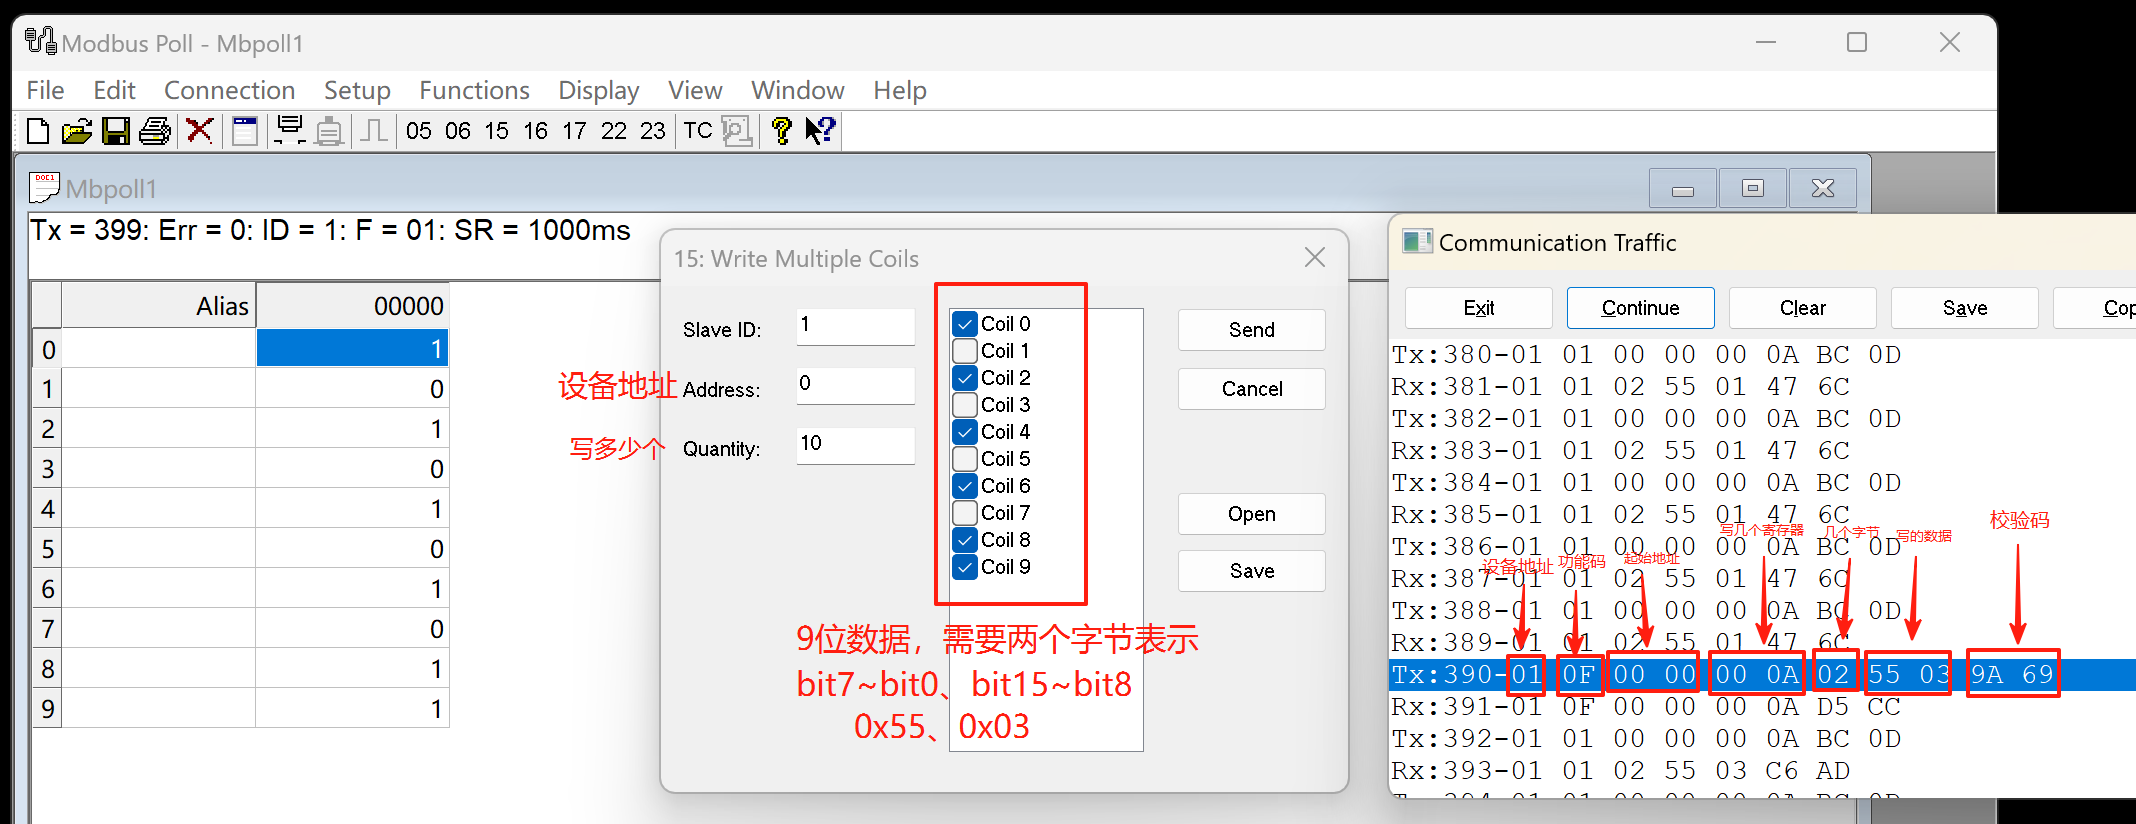 Modbus Poll - Mbpoll1
File Edit Connection Setup Functions Display View Window Help
05 06 15 16 17 22 23 TC
Mbpoll1
Tx = 399: Err = 0: ID = 1: F = 01: SR = 1000ms
Alias 00000
0 1
1 0
2 1
3 0
4 1
5 0
6 1
7 0
8 1
9 1
15: Write Multiple Coils
Slave ID: 1
设备地址 Address: 0
写多少个 Quantity: 10
Coil 0
Coil 1
Coil 2
Coil 3
Coil 4
Coil 5
Coil 6
Coil 7
Coil 8
Coil 9
Send
Cancel
Open
Save
9位数据，需要两个字节表示
bit7~bit0、bit15~bit8
0x55、0x03
Communication Traffic
Exit Continue Clear Save Cop
Tx:380-01 01 00 00 00 0A BC 0D
Rx:381-01 01 02 55 01 47 6C
Tx:382-01 01 00 00 00 0A BC 0D
Rx:383-01 01 02 55 01 47 6C
Tx:384-01 01 00 00 00 0A BC 0D
Rx:385-01 01 02 55 01 47 6C
Tx:386-01 01 00 00 00 0A BC 0D
Rx:387-01 01 02 55 01 47 6C
Tx:388-01 01 00 00 00 0A BC 0D
Rx:389-01 01 02 55 01 47 6C
Tx:390-01 0F 00 00 00 0A 02 55 03 9A 69
Rx:391-01 0F 00 00 00 0A D5 CC
Tx:392-01 01 00 00 00 0A BC 0D
Rx:393-01 01 02 55 03 C6 AD
Tx:394-01 01 00 00 00 0A BC 0D
设备地址 功能码 起始地址 写几个寄存器 几个字节 写的数据 校验码